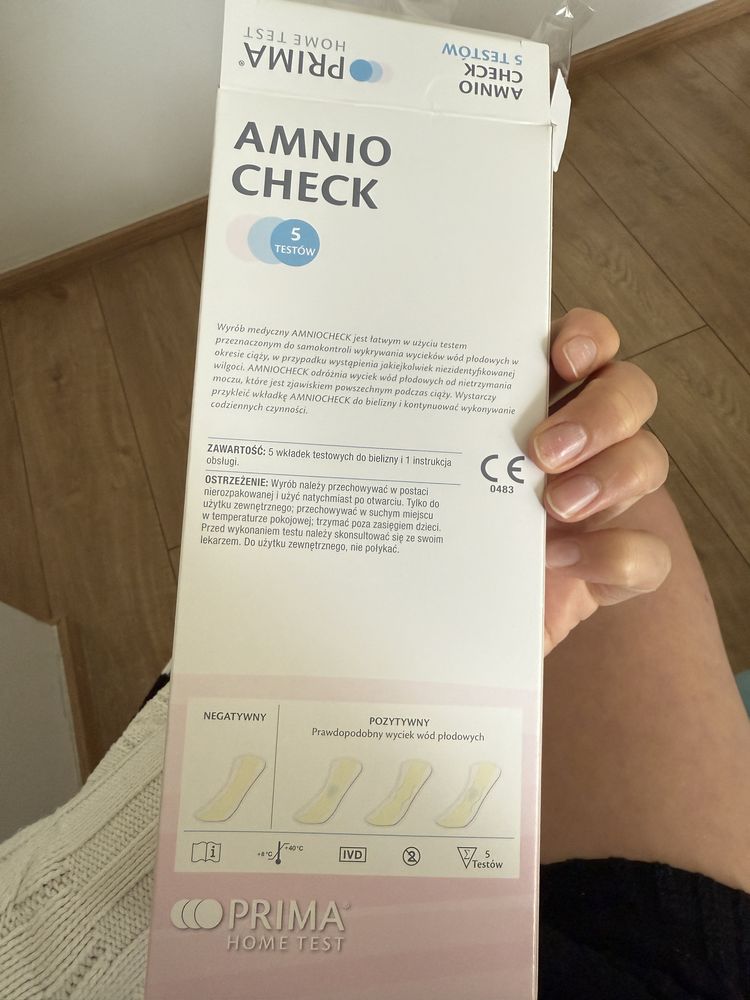 PRIMA®
HOME TEST
AMNIO
CHECK
5 TESTÓW
AMNIO
CHECK
5
TESTÓW
Wyrób medyczny AMNIOCHECK jest łatwym w użyciu testem
przeznaczonym do samokontroli wykrywania wycieków wód płodowych w
okresie ciąży, w przypadku wystąpienia jakiejkolwiek niezidentyfikowanej
wilgoci. AMNIOCHECK odróżnia wyciek wód płodowych od nietrzymania
moczu, które jest zjawiskiem powszechnym podczas ciąży. Wystarczy
przykleić wkładkę AMNIOCHECK do bielizny i kontynuować wykonywanie
codziennych czynności.
ZAWARTOŚĆ: 5 wkładek testowych do bielizny i 1 instrukcja
obsługi.
CE
0483
OSTRZEŻENIE: Wyrób należy przechowywać w postaci
nierozpakowanej i użyć natychmiast po otwarciu. Tylko do
użytku zewnętrznego; przechowywać w suchym miejscu
w temperaturze pokojowej; trzymać poza zasięgiem dzieci.
Przed wykonaniem testu należy skonsultować się ze swoim
lekarzem. Do użytku zewnętrznego, nie połykać.
NEGATYWNY
POZYTYWNY
Prawdopodobny wyciek wód płodowych
i
+8°C
+40°C
IVD
2
Σ
5
Testów
PRIMA®
HOME TEST